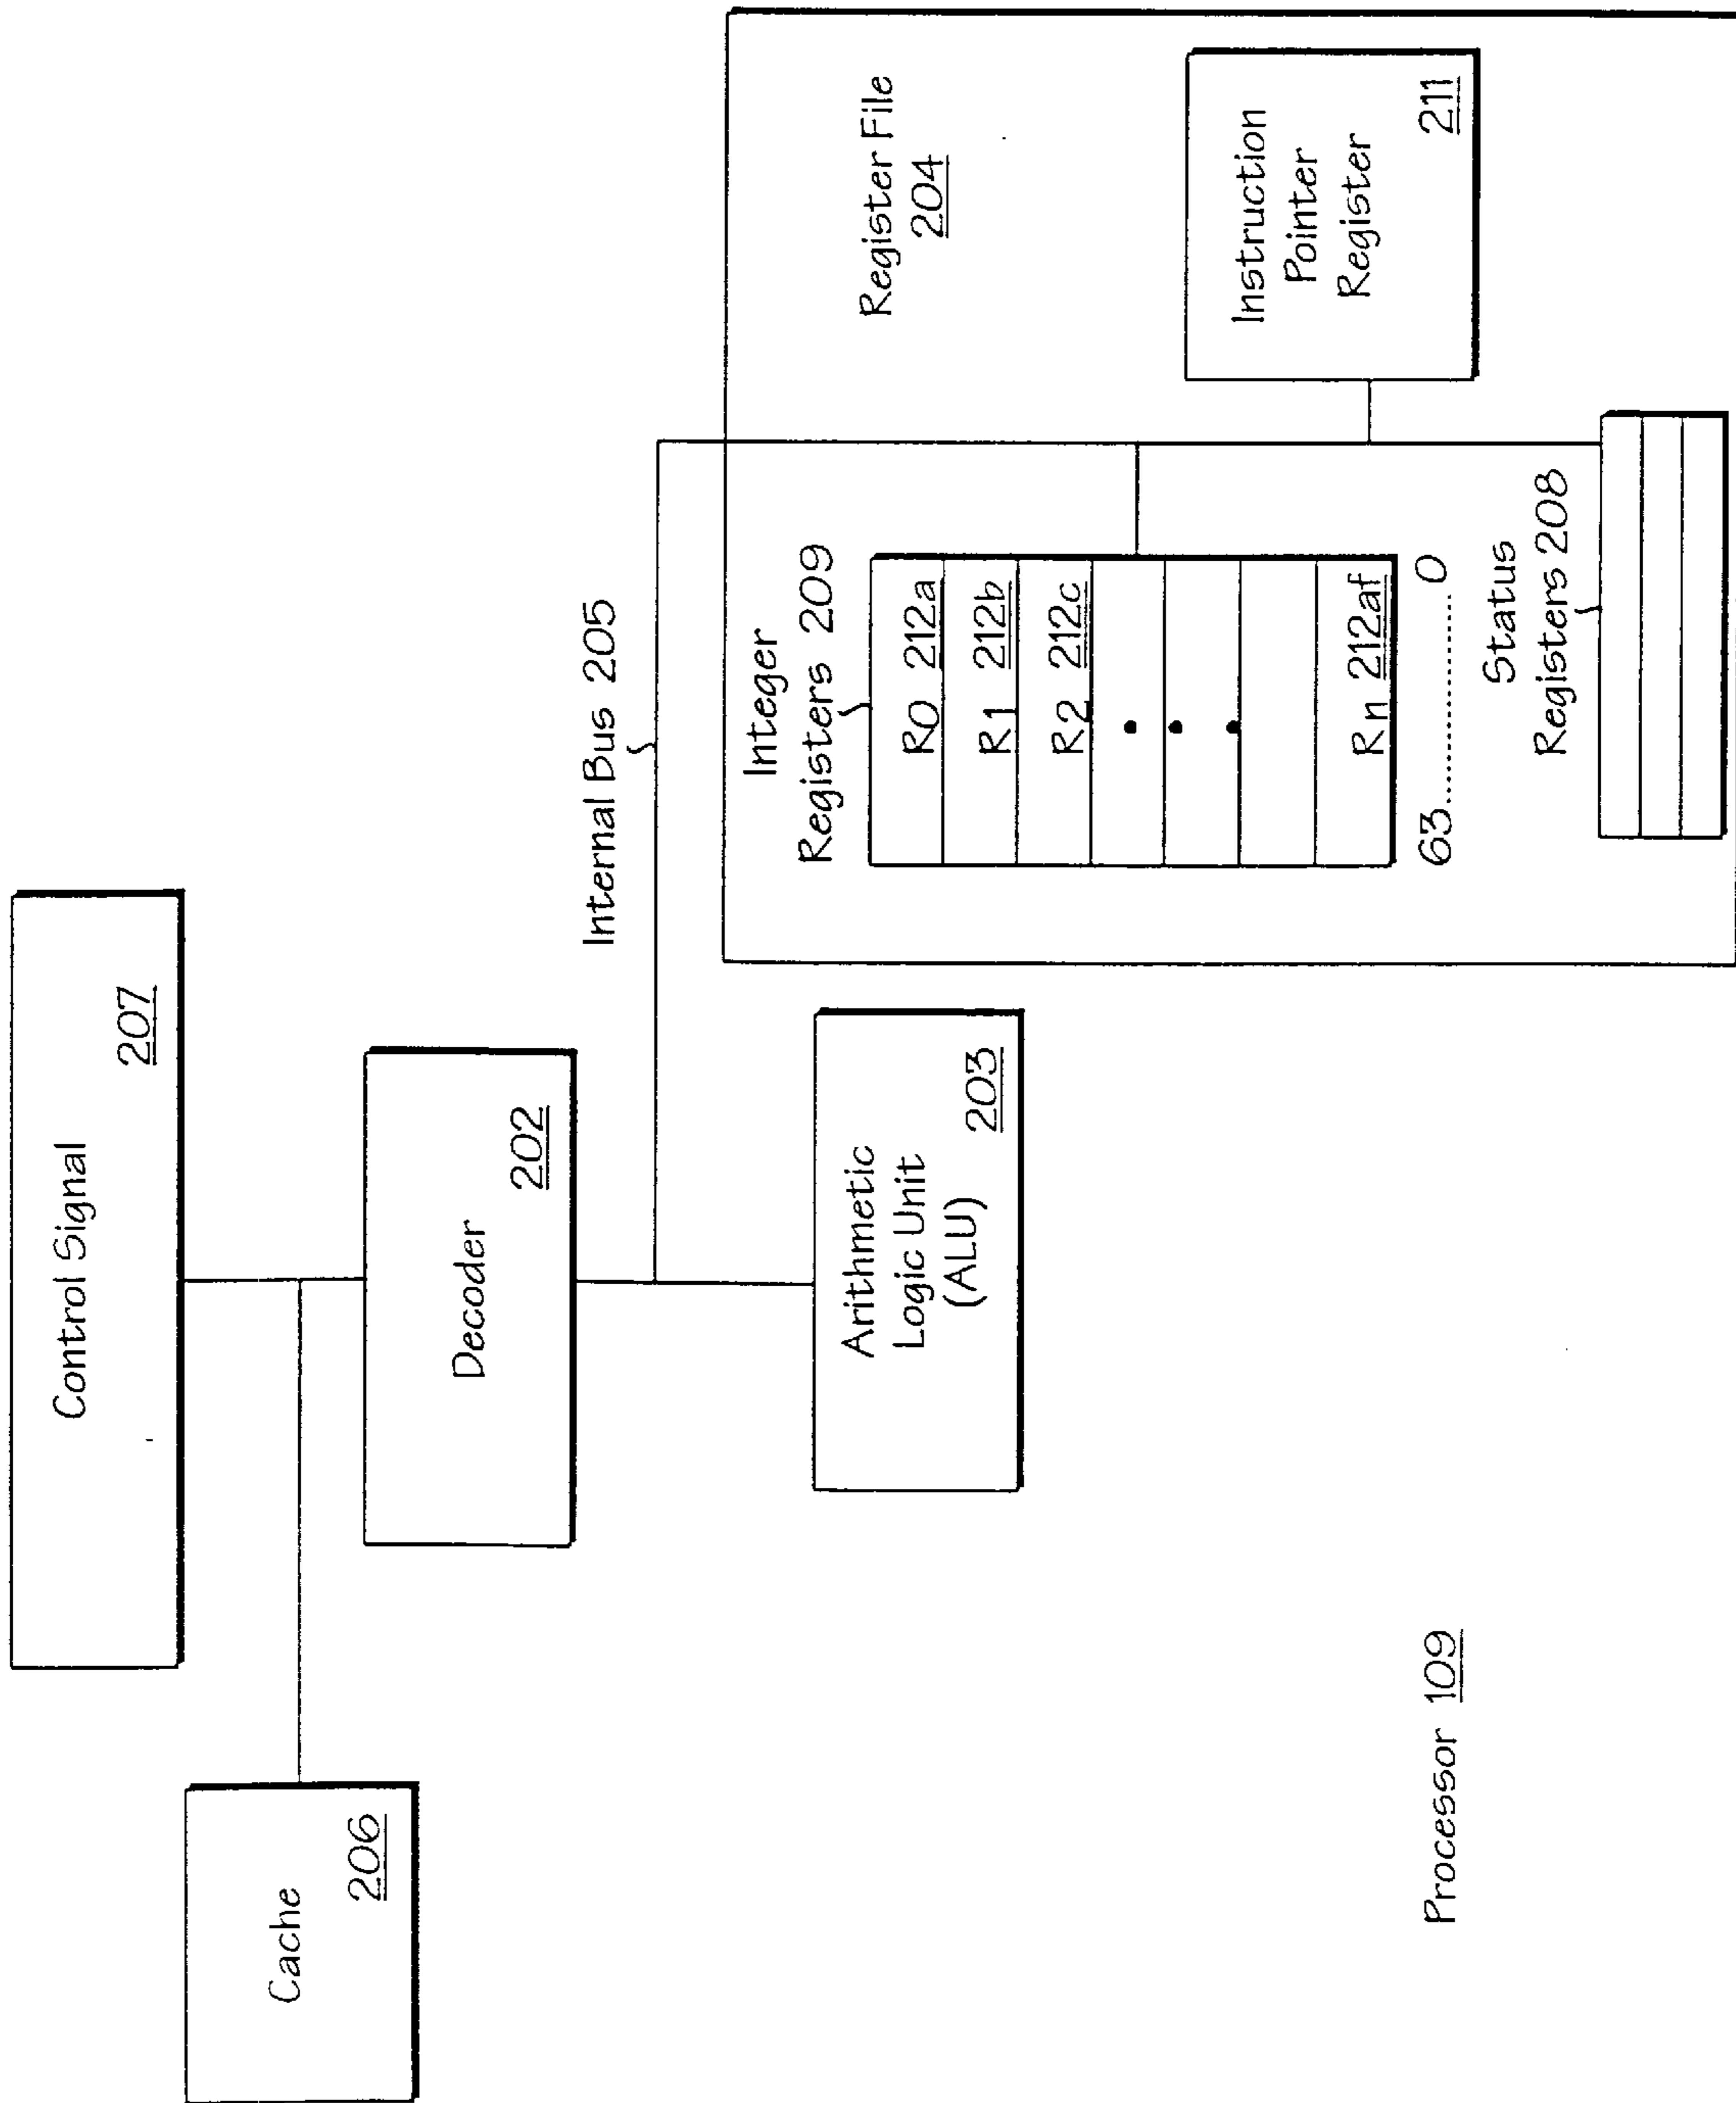 Control Signal
207
Cache
206
Decoder
202
Internal Bus 205
Arithmetic
Logic Unit
(ALU)
203
Register File
204
Integer
Registers 209
R0 212a
R1 212b
R2 212c
Rn 212af
63...............0
Instruction
Pointer
Register
211
Status
Registers 208
Processor 109